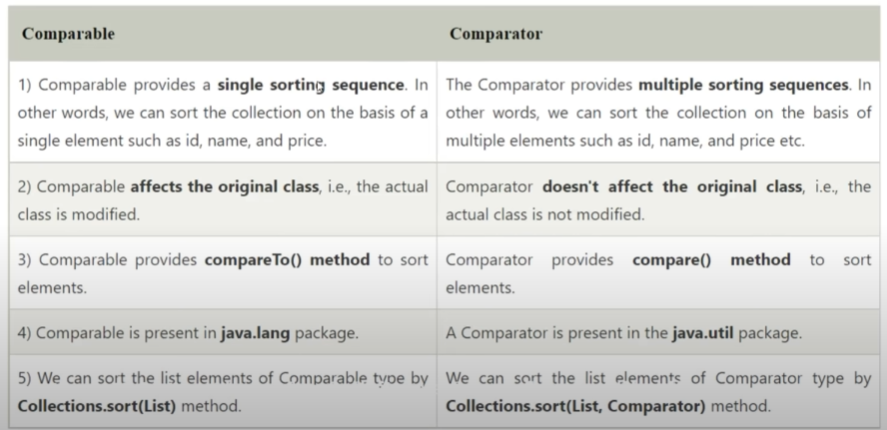 Comparable
Comparator
1) Comparable provides a single sorting sequence. In
other words, we can sort the collection on the basis of a
single element such as id, name, and price.
The Comparator provides multiple sorting sequences. In
other words, we can sort the collection on the basis of
multiple elements such as id, name, and price etc.
2) Comparable affects the original class, i.e., the actual
class is modified.
Comparator doesn't affect the original class, i.e., the
actual class is not modified.
3) Comparable provides compareTo() method to sort
elements.
Comparator provides compare() method to sort
elements.
4) Comparable is present in java.lang package.
A Comparator is present in the java.util package.
5) We can sort the list elements of Comparable type by
Collections.sort(List) method.
We can sort the list elements of Comparator type by
Collections.sort(List, Comparator) method.